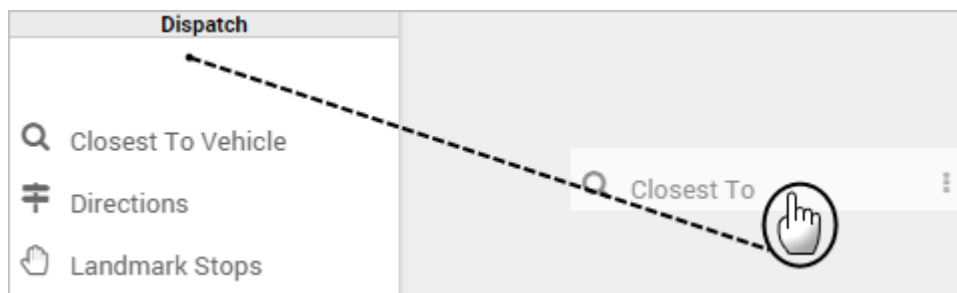 Dispatch
Closest To Vehicle
Closest To
Directions
Landmark Stops